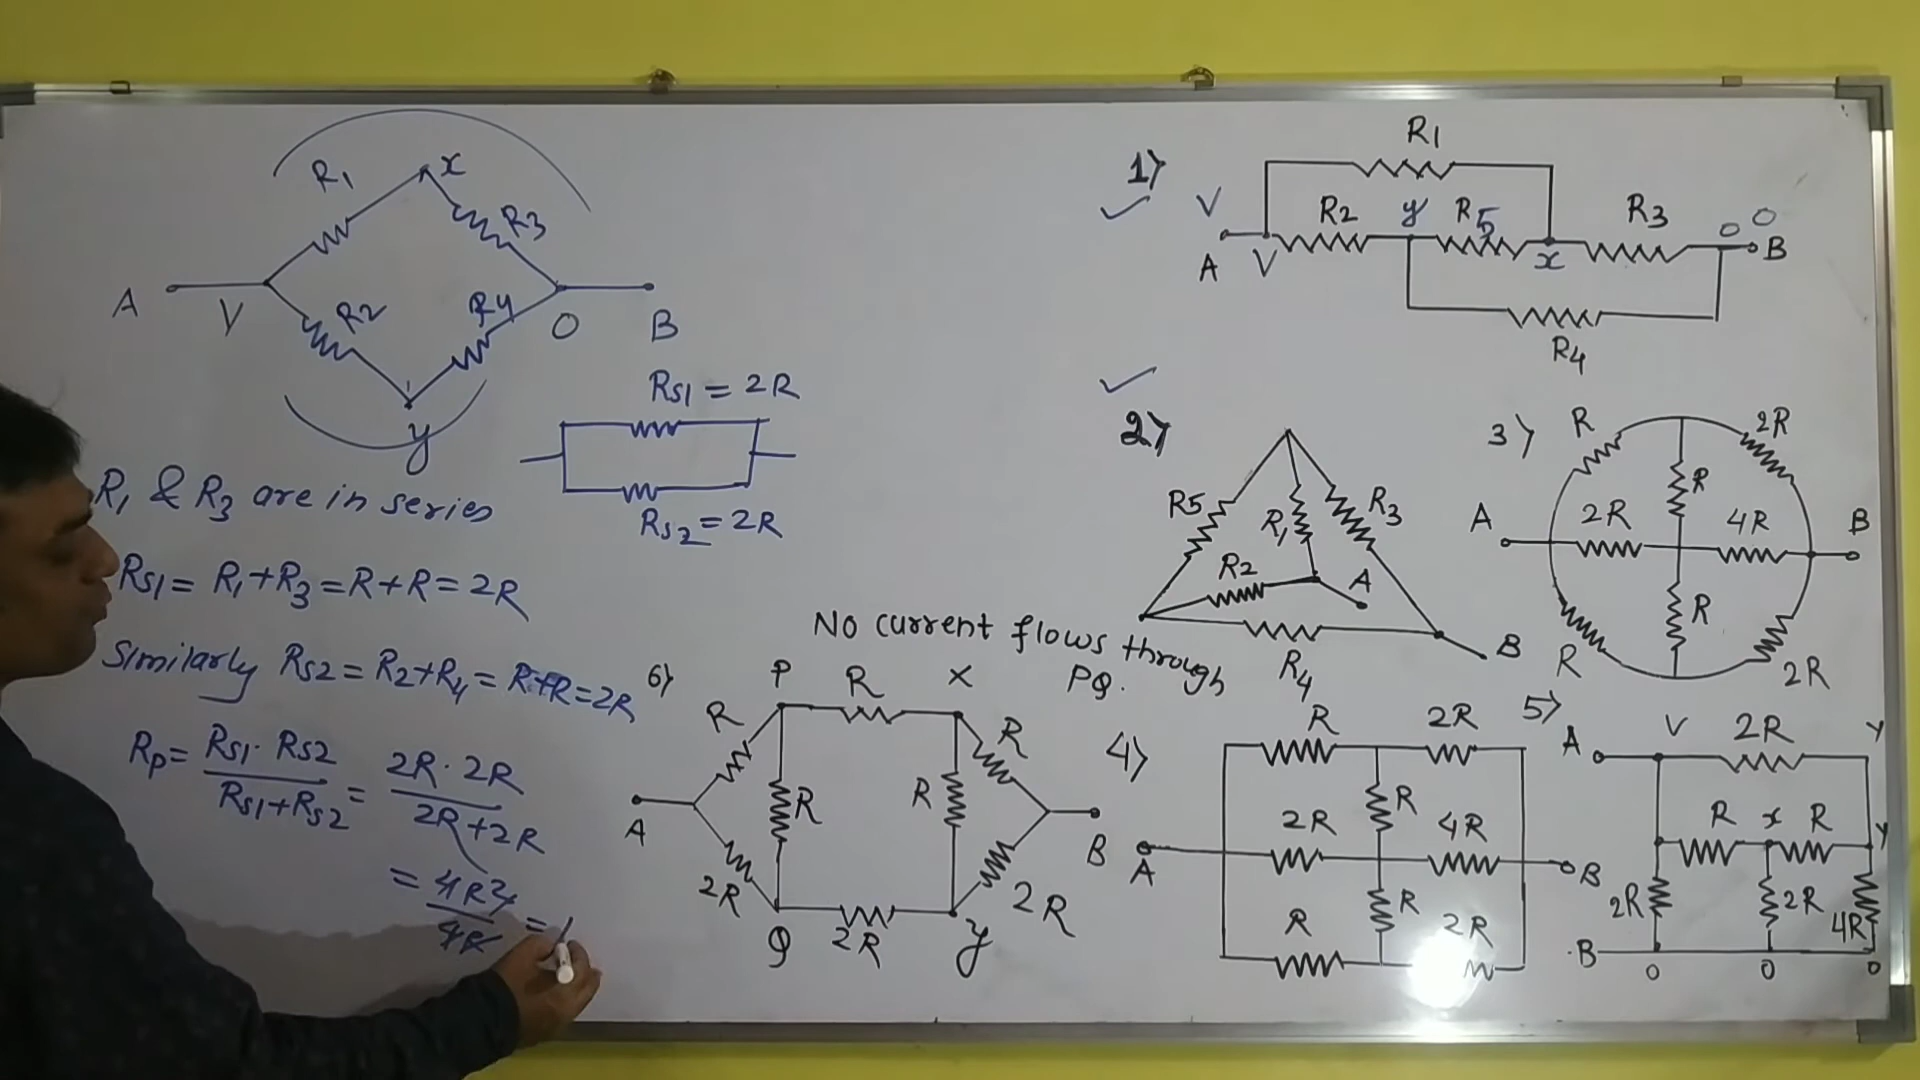 R1
x
R3
A
V
R2
R4
O
B
y
RS1 = 2R
RS2 = 2R
R1 & R3 are in series
RS1 = R1+R3 = R+R = 2R
Similarly RS2 = R2+R4 = R+R = 2R
Rp = RS1 · RS2 / RS1+RS2 = 2R · 2R / 2R+2R
= 4R² / 4R =
1)
R1
V
R2
y
R5
R3
O
O
A
V
x
B
R4
2)
R5
R1
R3
R2
A
B
R4
3)
R
2R
R
A
2R
4R
B
R
R
2R
No current flows through
PQ.
6)
P
R
X
R
R
R
R
A
B
2R
2R
Q
2R
y
4)
R
2R
R
2R
4R
A
B
R
R
2R
5)
A
V
2R
Y
R
x
R
Y
2R
2R
4R
B
O
O
O